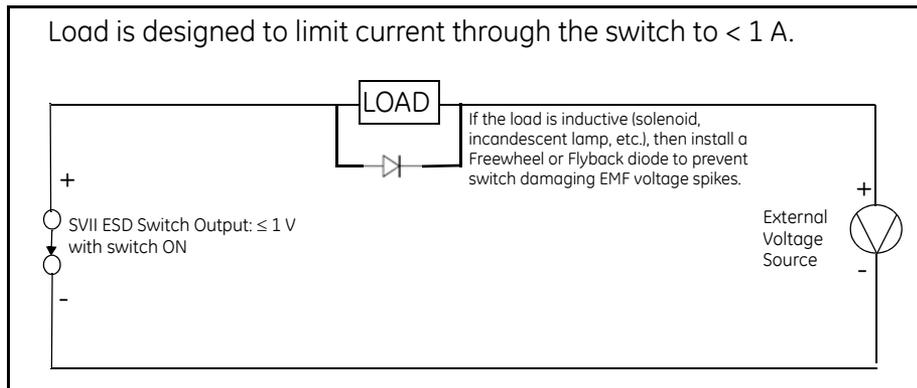 Load is designed to limit current through the switch to < 1 A.
LOAD
If the load is inductive (solenoid,
incandescent lamp, etc.), then install a
Freewheel or Flyback diode to prevent
switch damaging EMF voltage spikes.
+
SVII ESD Switch Output: ≤ 1 V
with switch ON
-
+
External
Voltage
Source
-